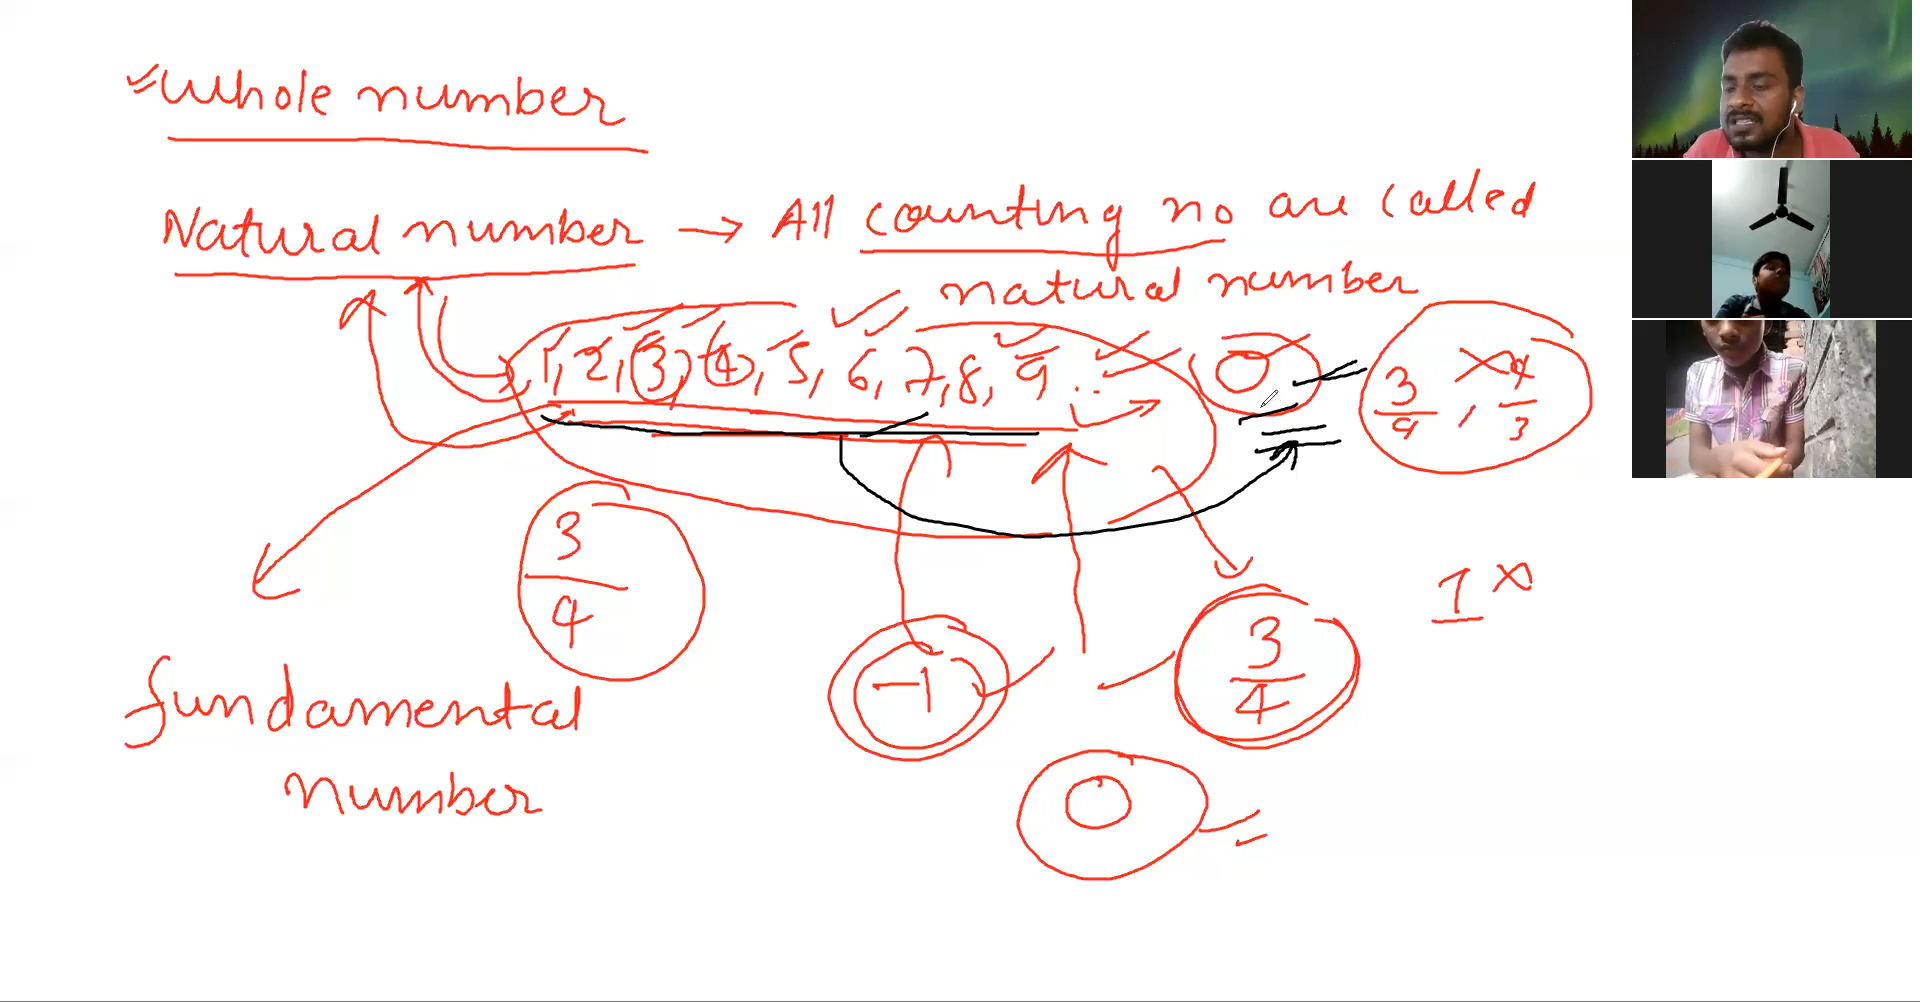 Whole number
Natural number → All counting no are called
natural number
1, 2, 3, 4, 5, 6, 7, 8, 9 .. 0
3/4 , 4/3
3/4
-1
3/4
1
fundamental
number
0